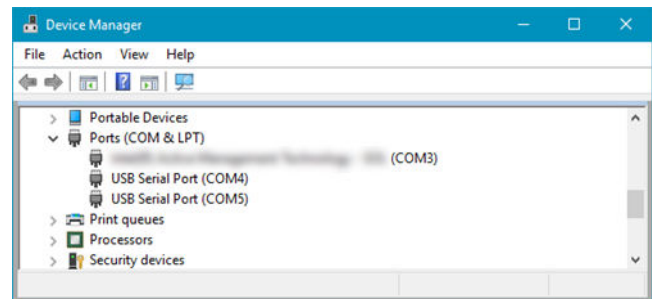 Device Manager
File Action View Help
Portable Devices
Ports (COM & LPT)
(COM3)
USB Serial Port (COM4)
USB Serial Port (COM5)
Print queues
Processors
Security devices